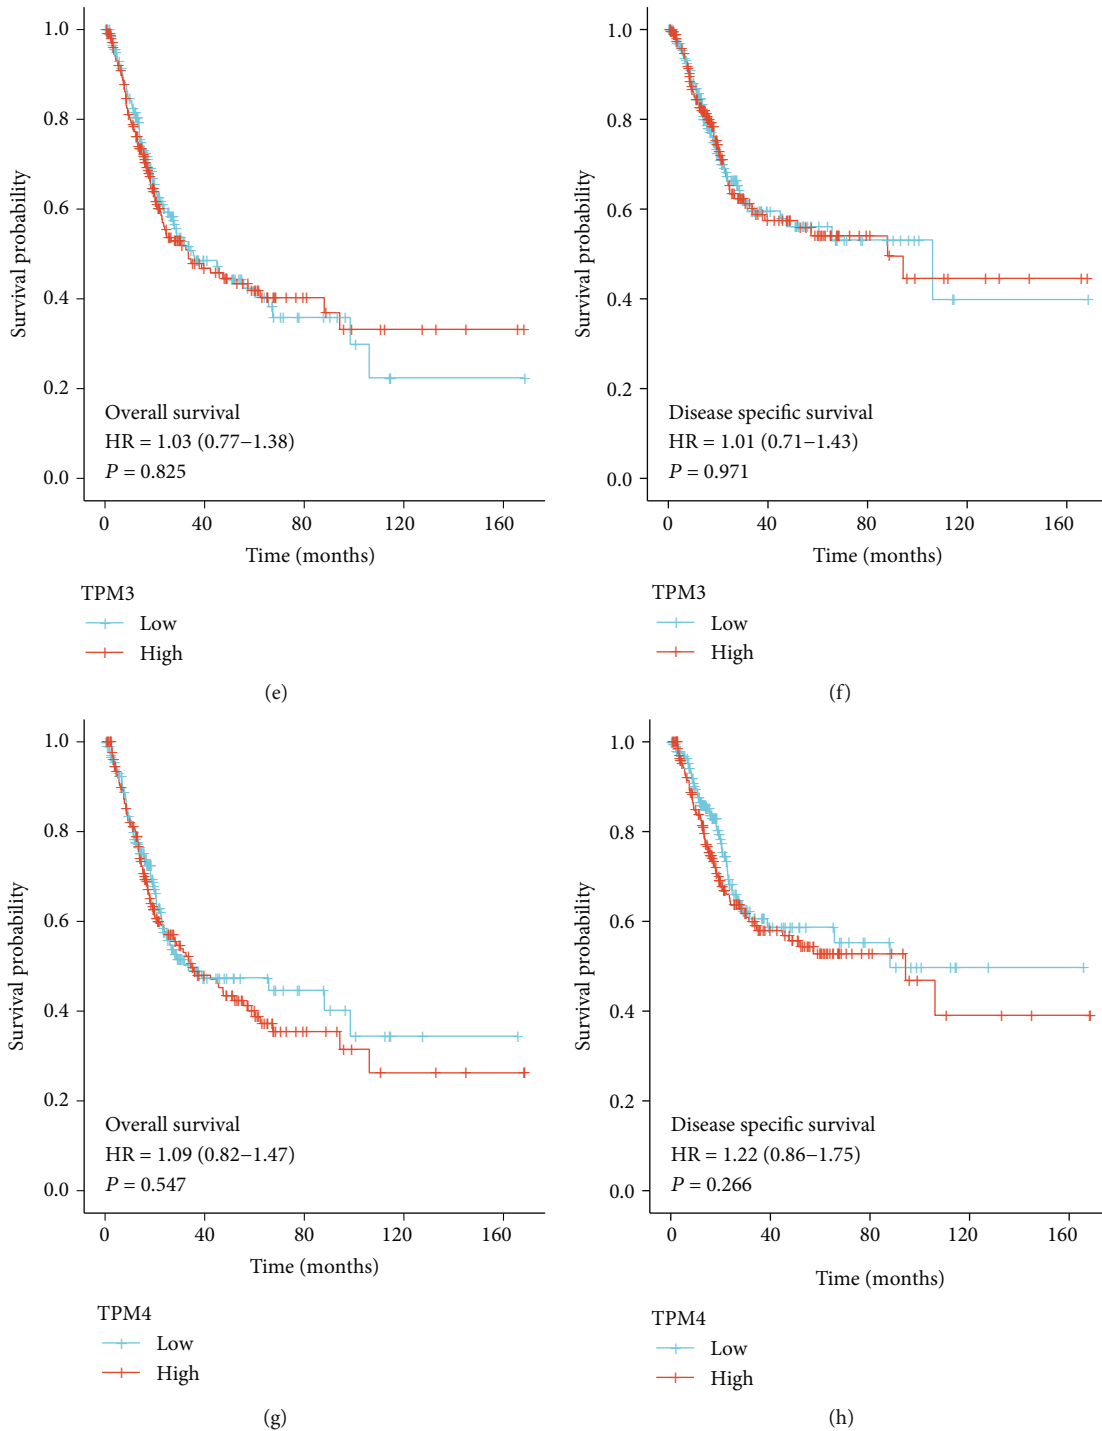 1.0
0.8
0.6
0.4
0.2
0.0
Survival probability
Overall survival
HR = 1.03 (0.77–1.38)
P = 0.825
0 40 80 120 160
Time (months)
TPM3
Low
High
(e)
1.0
0.8
0.6
0.4
0.2
0.0
Survival probability
Disease specific survival
HR = 1.01 (0.71–1.43)
P = 0.971
0 40 80 120 160
Time (months)
TPM3
Low
High
(f)
1.0
0.8
0.6
0.4
0.2
0.0
Survival probability
Overall survival
HR = 1.09 (0.82–1.47)
P = 0.547
0 40 80 120 160
Time (months)
TPM4
Low
High
(g)
1.0
0.8
0.6
0.4
0.2
0.0
Survival probability
Disease specific survival
HR = 1.22 (0.86–1.75)
P = 0.266
0 40 80 120 160
Time (months)
TPM4
Low
High
(h)